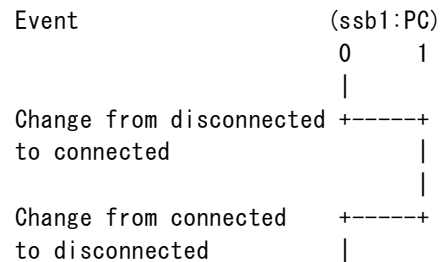 Event                    (ssb1:PC)
                          0     1
                          |
Change from disconnected  +-----+
to connected                    |
                                |
Change from connected     +-----+
to disconnected           |